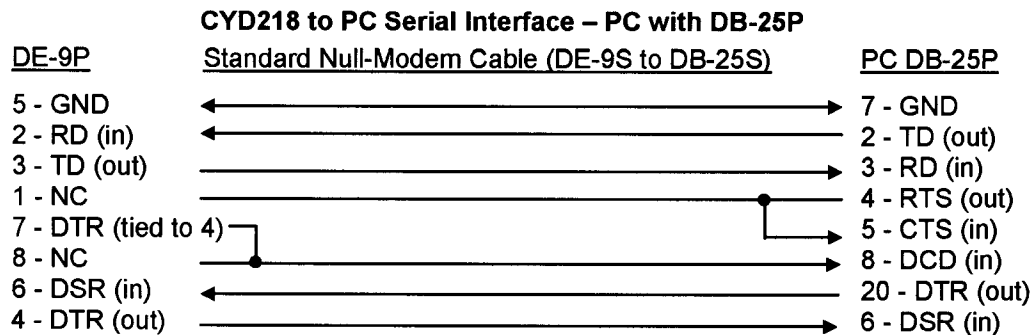 CYD218 to PC Serial Interface – PC with DB-25P
DE-9P Standard Null-Modem Cable (DE-9S to DB-25S) PC DB-25P
5 - GND 7 - GND
2 - RD (in) 2 - TD (out)
3 - TD (out) 3 - RD (in)
1 - NC 4 - RTS (out)
7 - DTR (tied to 4) 5 - CTS (in)
8 - NC 8 - DCD (in)
6 - DSR (in) 20 - DTR (out)
4 - DTR (out) 6 - DSR (in)